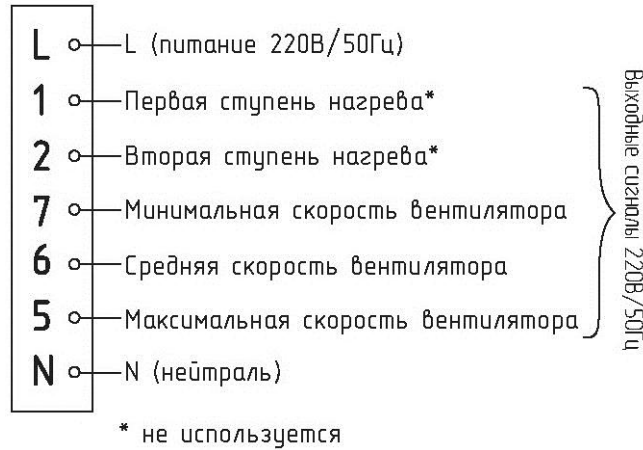 L L (питание 220В/50Гц)
1 Первая ступень нагрева*
2 Вторая ступень нагрева*
7 Минимальная скорость вентилятора
6 Средняя скорость вентилятора
5 Максимальная скорость вентилятора
N N (нейтраль)
Выходные сигналы 220В/50Гц
* не используется